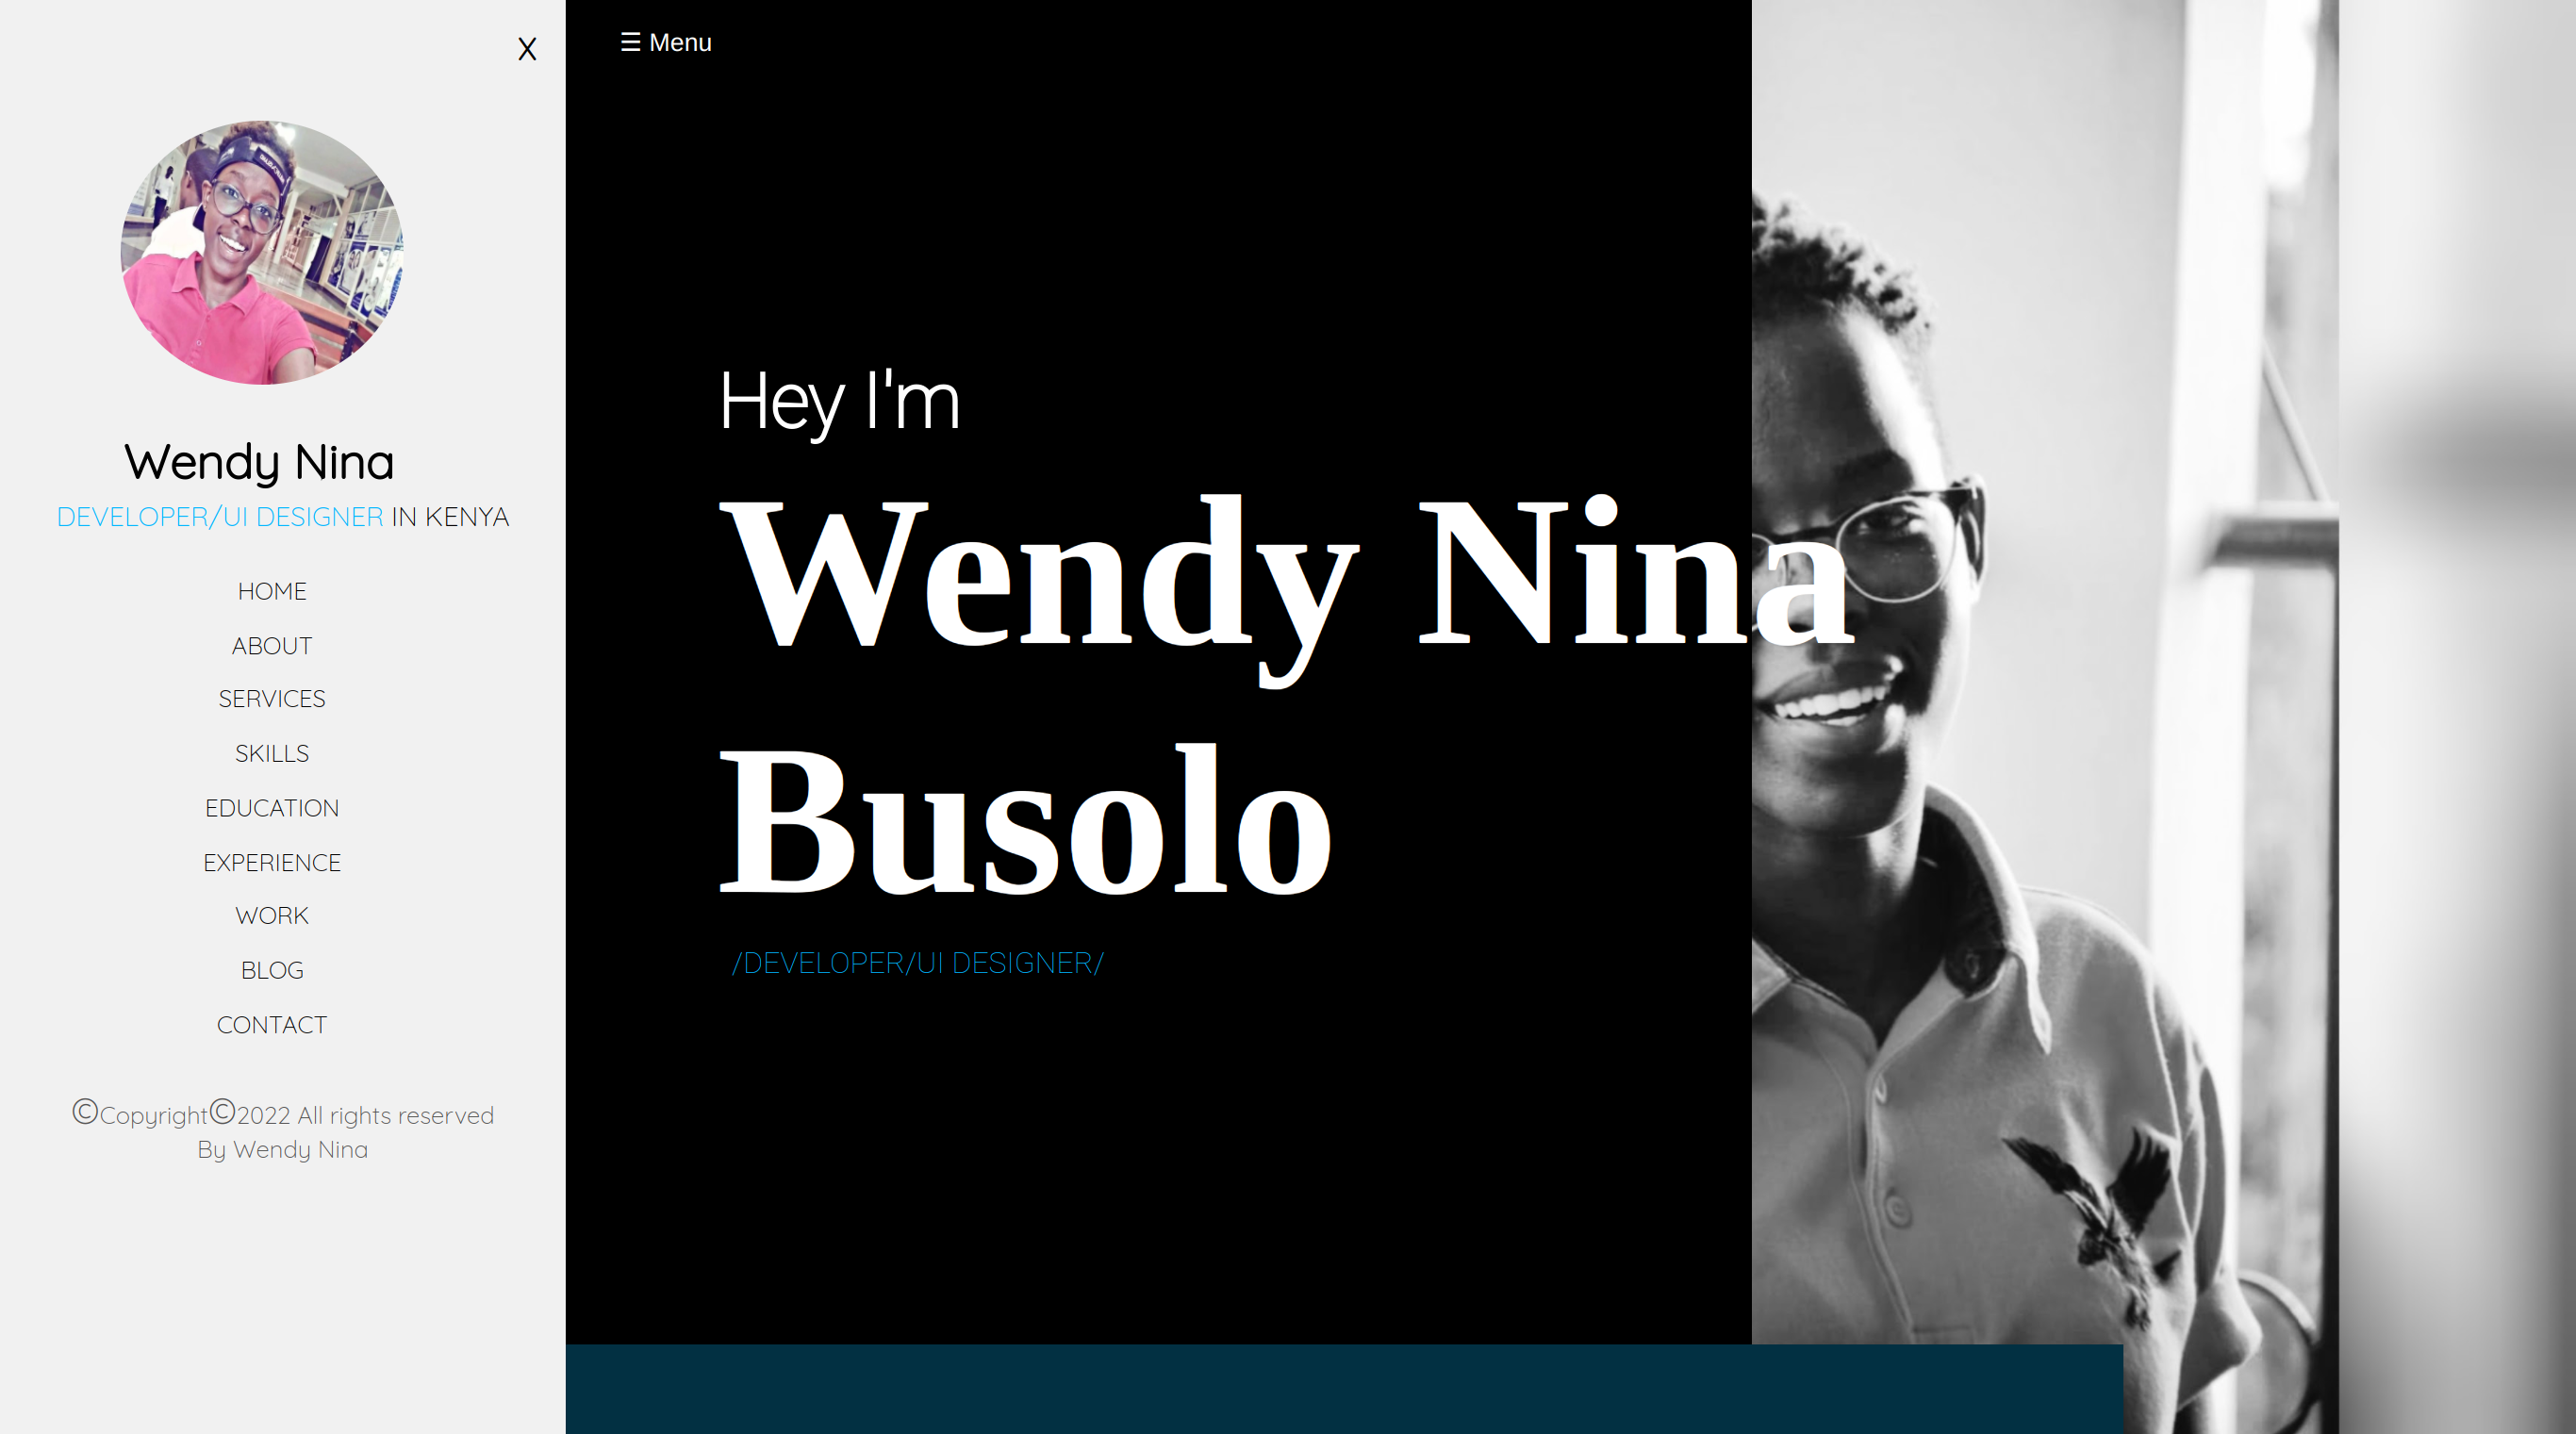 X
Wendy Nina
DEVELOPER/UI DESIGNER IN KENYA
HOME
ABOUT
SERVICES
SKILLS
EDUCATION
EXPERIENCE
WORK
BLOG
CONTACT
©Copyright©2022 All rights reserved
By Wendy Nina
☰ Menu
Hey I'm
Wendy Nina
Busolo
/DEVELOPER/UI DESIGNER/